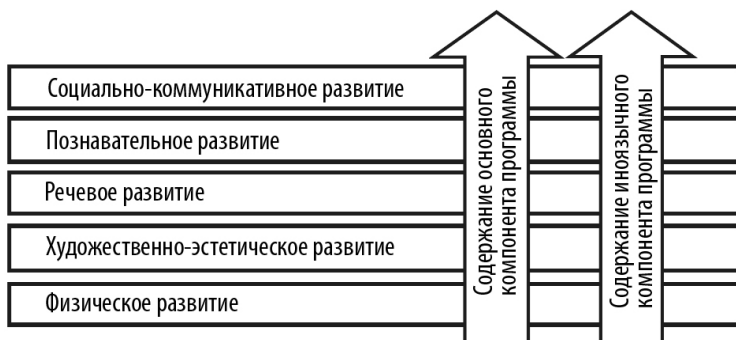 Социально-коммуникативное развитие
Познавательное развитие
Речевое развитие
Художественно-эстетическое развитие
Физическое развитие
Содержание основного
компонента программы
Содержание иноязычного
компонента программы